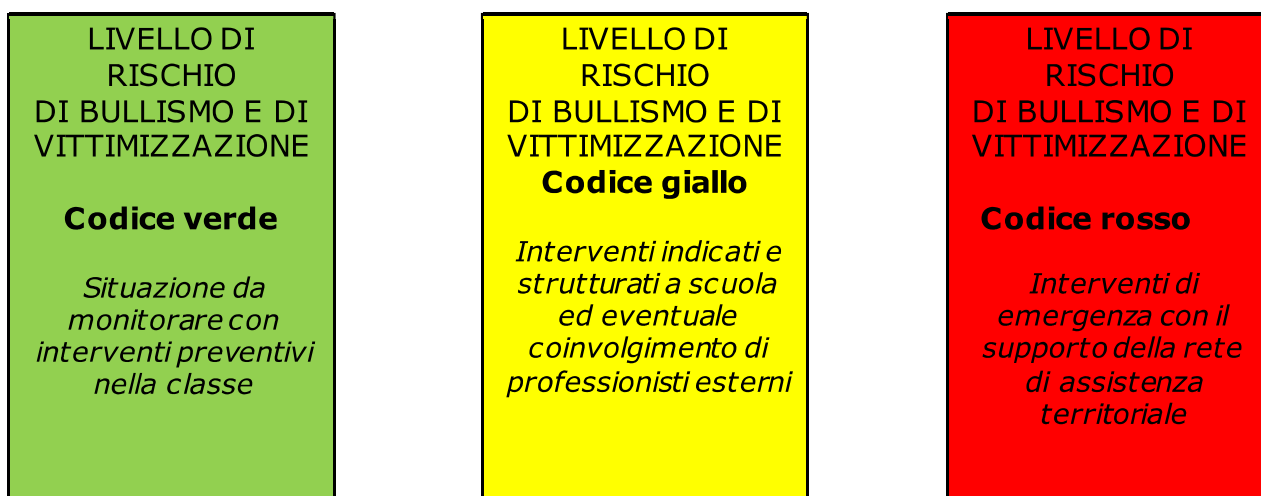 LIVELLO DI
RISCHIO
DI BULLISMO E DI
VITTIMIZZAZIONE
Codice verde
Situazione da
monitorare con
interventi preventivi
nella classe
LIVELLO DI
RISCHIO
DI BULLISMO E DI
VITTIMIZZAZIONE
Codice giallo
Interventi indicati e
strutturati a scuola
ed eventuale
coinvolgimento di
professionisti esterni
LIVELLO DI
RISCHIO
DI BULLISMO E DI
VITTIMIZZAZIONE
Codice rosso
Interventi di
emergenza con il
supporto della rete
di assistenza
territoriale